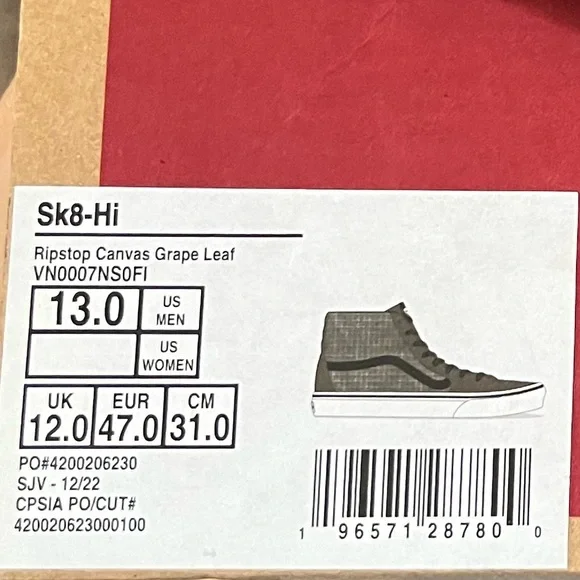 Sk8-Hi
Ripstop Canvas Grape Leaf
VN0007NS0FI
13.0 US MEN
US WOMEN
UK EUR CM
12.0 47.0 31.0
PO#4200206230
SJV - 12/22
CPSIA PO/CUT#
420020623000100
1 96571 28780 0